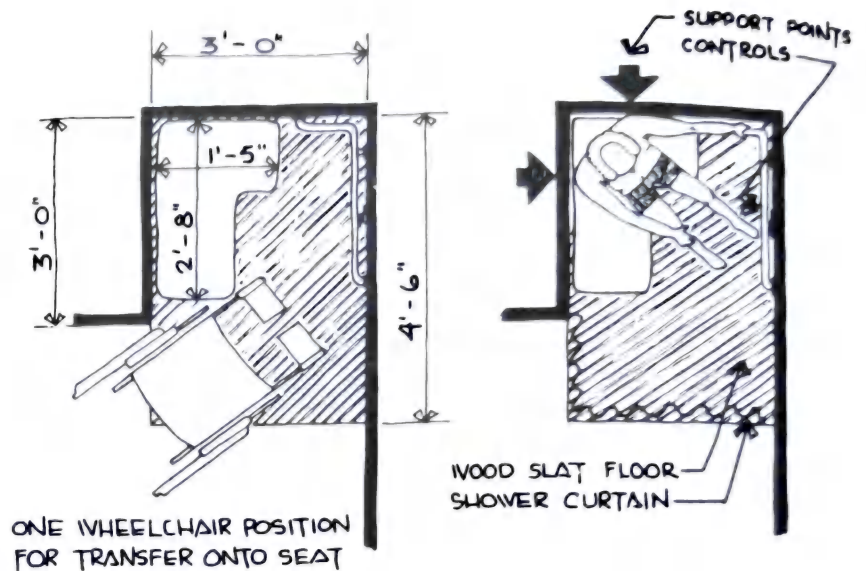 3'-0"
SUPPORT POINTS
CONTROLS
1'-5"
3'-0"
2'-8"
4'-6"
WOOD SLAT FLOOR
SHOWER CURTAIN
ONE WHEELCHAIR POSITION
FOR TRANSFER ONTO SEAT